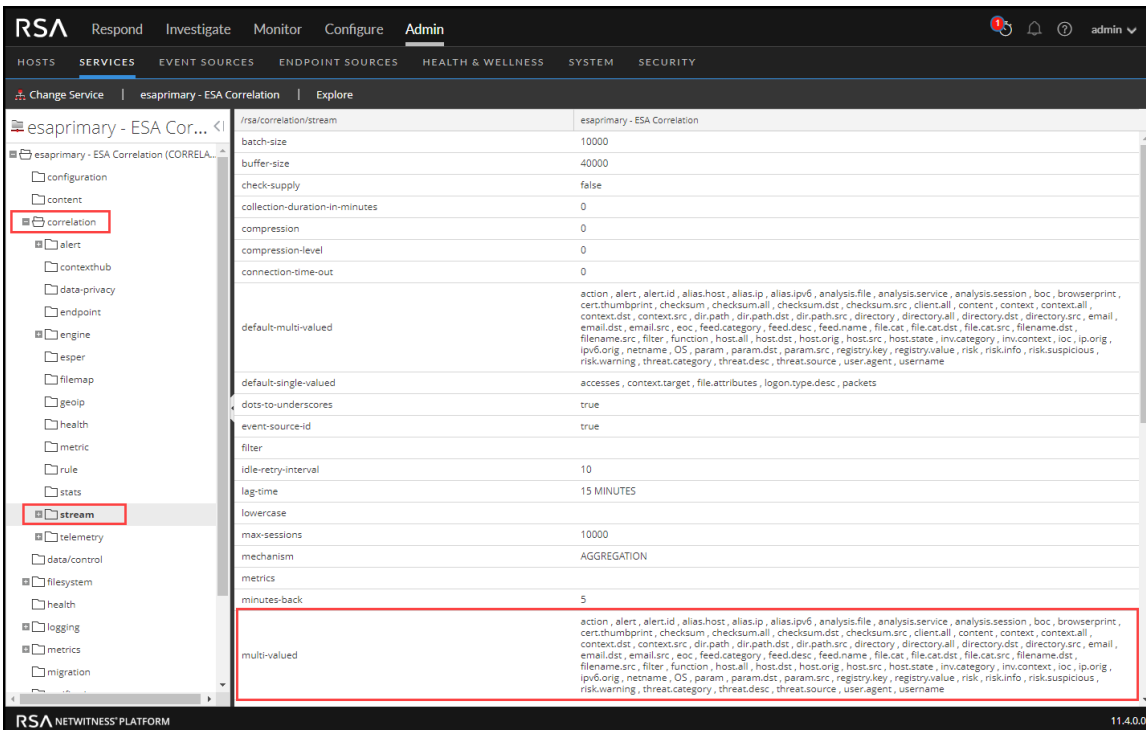 RSA Respond Investigate Monitor Configure Admin 1 admin
HOSTS SERVICES EVENT SOURCES ENDPOINT SOURCES HEALTH & WELLNESS SYSTEM SECURITY
Change Service | esaprimary - ESA Correlation | Explore
esaprimary - ESA Cor...
esaprimary - ESA Correlation (CORRELA...
configuration
content
correlation
alert
contexthub
data-privacy
endpoint
engine
esper
filemap
geoip
health
metric
rule
stats
stream
telemetry
data/control
filesystem
health
logging
metrics
migration
/rsa/correlation/stream esaprimary - ESA Correlation
batch-size 10000
buffer-size 40000
check-supply false
collection-duration-in-minutes 0
compression 0
compression-level 0
connection-time-out 0
default-multi-valued
action , alert , alert.id , alias.host , alias.ip , alias.ipv6 , analysis.file , analysis.service , analysis.session , boc , browserprint ,
cert.thumbprint , checksum , checksum.all , checksum.dst , checksum.src , client.all , content , context , context.all ,
context.dst , context.src , dir.path , dir.path.dst , dir.path.src , directory , directory.all , directory.dst , directory.src , email ,
email.dst , email.src , eoc , feed.category , feed.desc , feed.name , file.cat , file.cat.dst , file.cat.src , filename.dst ,
filename.src , filter , function , host.all , host.dst , host.orig , host.src , host.state , inv.category , inv.context , ioc , ip.orig ,
ipv6.orig , netname , OS , param , param.dst , param.src , registry.key , registry.value , risk , risk.info , risk.suspicious ,
risk.warning , threat.category , threat.desc , threat.source , user.agent , username
default-single-valued accesses , context.target , file.attributes , logon.type.desc , packets
dots-to-underscores true
event-source-id true
filter
idle-retry-interval 10
lag-time 15 MINUTES
lowercase
max-sessions 10000
mechanism AGGREGATION
metrics
minutes-back 5
multi-valued
action , alert , alert.id , alias.host , alias.ip , alias.ipv6 , analysis.file , analysis.service , analysis.session , boc , browserprint ,
cert.thumbprint , checksum , checksum.all , checksum.dst , checksum.src , client.all , content , context , context.all ,
context.dst , context.src , dir.path , dir.path.dst , dir.path.src , directory , directory.all , directory.dst , directory.src , email ,
email.dst , email.src , eoc , feed.category , feed.desc , feed.name , file.cat , file.cat.dst , file.cat.src , filename.dst ,
filename.src , filter , function , host.all , host.dst , host.orig , host.src , host.state , inv.category , inv.context , ioc , ip.orig ,
ipv6.orig , netname , OS , param , param.dst , param.src , registry.key , registry.value , risk , risk.info , risk.suspicious ,
risk.warning , threat.category , threat.desc , threat.source , user.agent , username
RSA NETWITNESS® PLATFORM 11.4.0.0